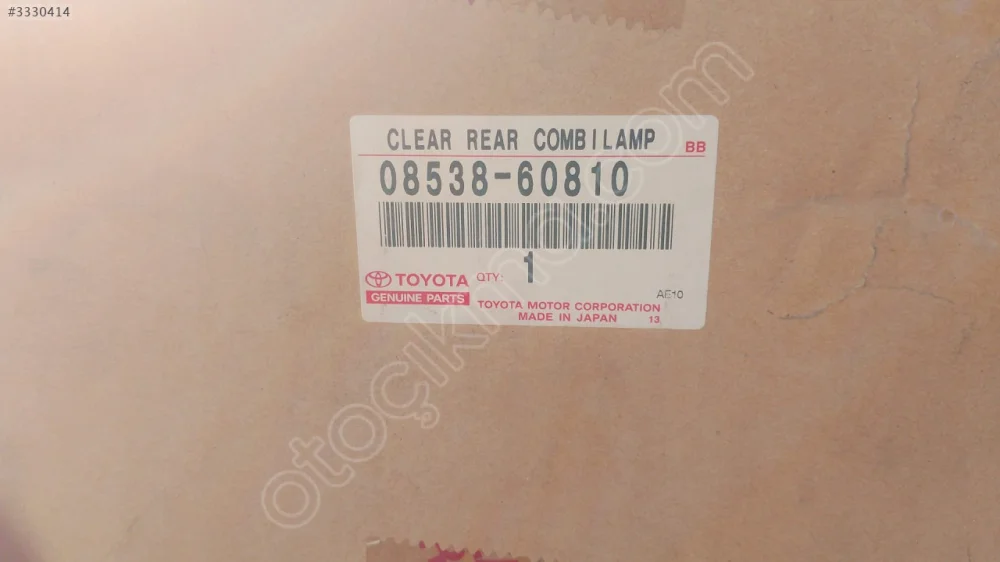 #3330414
CLEAR REAR COMBILAMP
BB
08538-60810
TOYOTA
QTY: 1
GENUINE PARTS
AE10
TOYOTA MOTOR CORPORATION
MADE IN JAPAN 13
otoçıkmacı.com